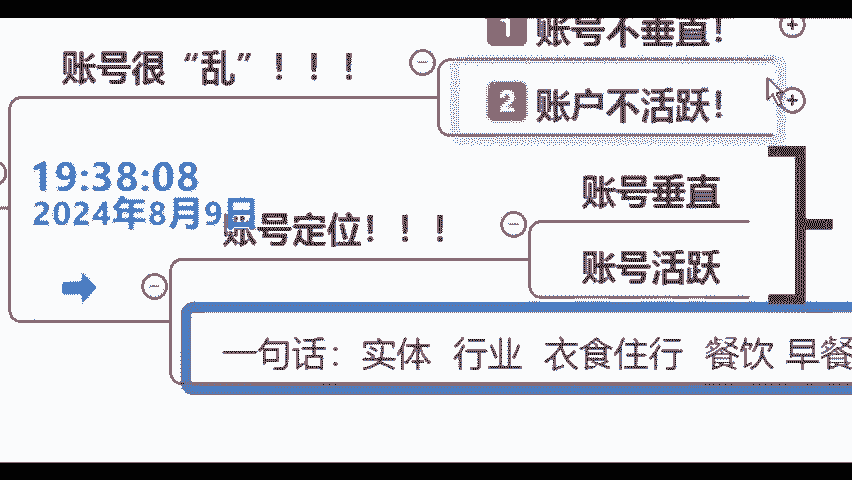 1 账号不垂直!
账号很“乱”！！！
2 账户不活跃!
19:38:08
2024年8月9日
账号垂直
账号定位！！！
账号活跃
一句话：实体 行业 衣食住行 餐饮 早餐